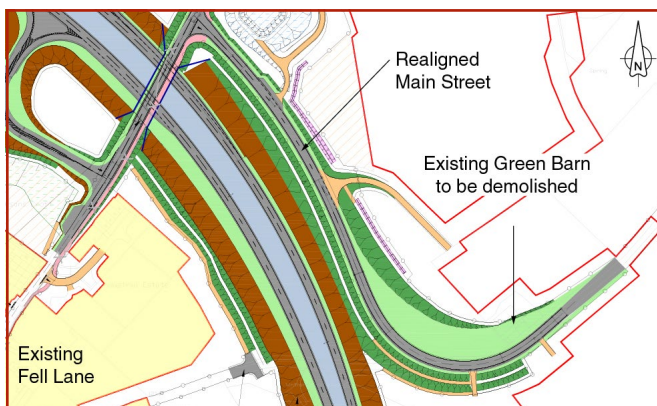 Realigned
Main Street
N
Existing Green Barn
to be demolished
Existing
Fell Lane